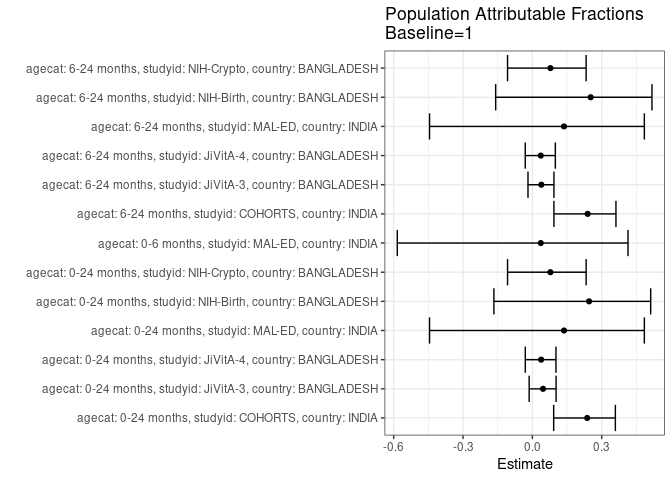 Population Attributable Fractions
Baseline=1
agecat: 6-24 months, studyid: NIH-Crypto, country: BANGLADESH
agecat: 6-24 months, studyid: NIH-Birth, country: BANGLADESH
agecat: 6-24 months, studyid: MAL-ED, country: INDIA
agecat: 6-24 months, studyid: JiVitA-4, country: BANGLADESH
agecat: 6-24 months, studyid: JiVitA-3, country: BANGLADESH
agecat: 6-24 months, studyid: COHORTS, country: INDIA
agecat: 0-6 months, studyid: MAL-ED, country: INDIA
agecat: 0-24 months, studyid: NIH-Crypto, country: BANGLADESH
agecat: 0-24 months, studyid: NIH-Birth, country: BANGLADESH
agecat: 0-24 months, studyid: MAL-ED, country: INDIA
agecat: 0-24 months, studyid: JiVitA-4, country: BANGLADESH
agecat: 0-24 months, studyid: JiVitA-3, country: BANGLADESH
agecat: 0-24 months, studyid: COHORTS, country: INDIA
-0.6 -0.3 0.0 0.3
Estimate